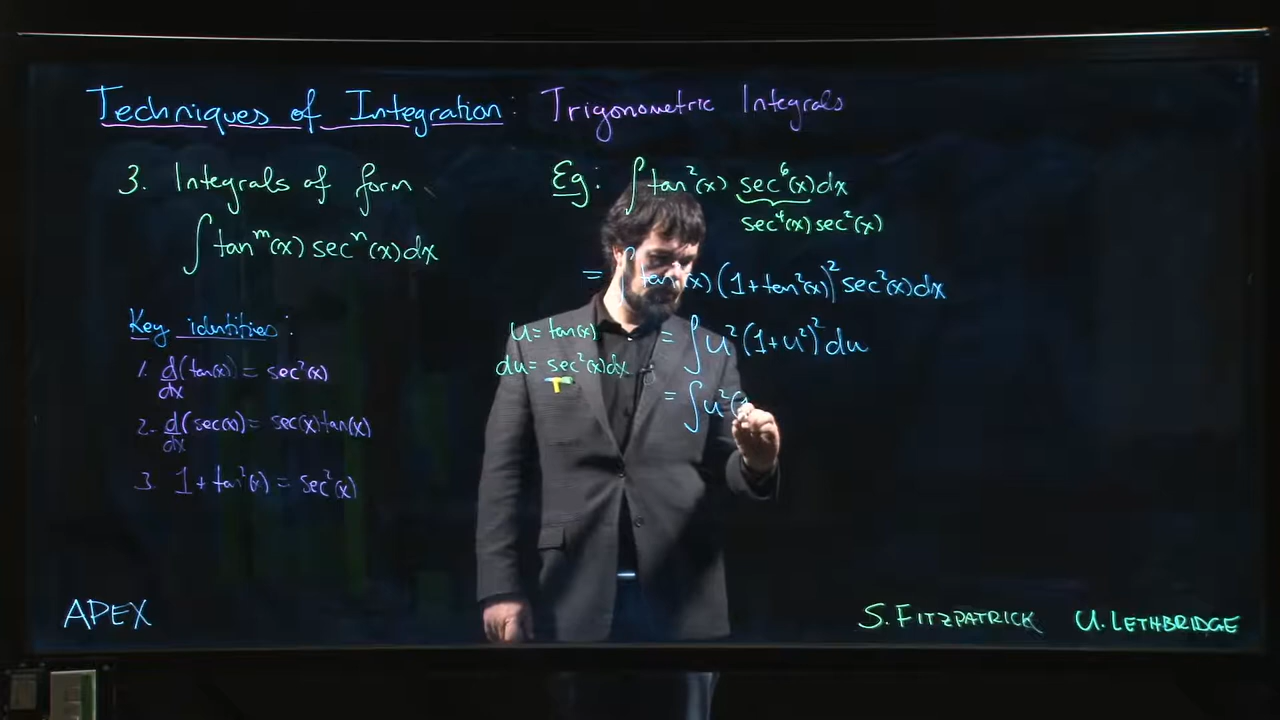 Techniques of Integration: Trigonometric Integrals
3. Integrals of form
∫tan^m(x) sec^n(x)dx
Key identities:
1. d/dx(tan(x)) = sec²(x)
2. d/dx(sec(x)) = sec(x)tan(x)
3. 1 + tan²(x) = sec²(x)
APEX
Eg: ∫tan²(x) sec⁶(x)dx
sec⁴(x) sec²(x)
= ∫tan²(x) (1+tan²(x))² sec²(x)dx
u = tan(x)
du = sec²(x)dx
= ∫u²(1+u²)² du
= ∫u²(
S. FITZPATRICK U. LETHBRIDGE